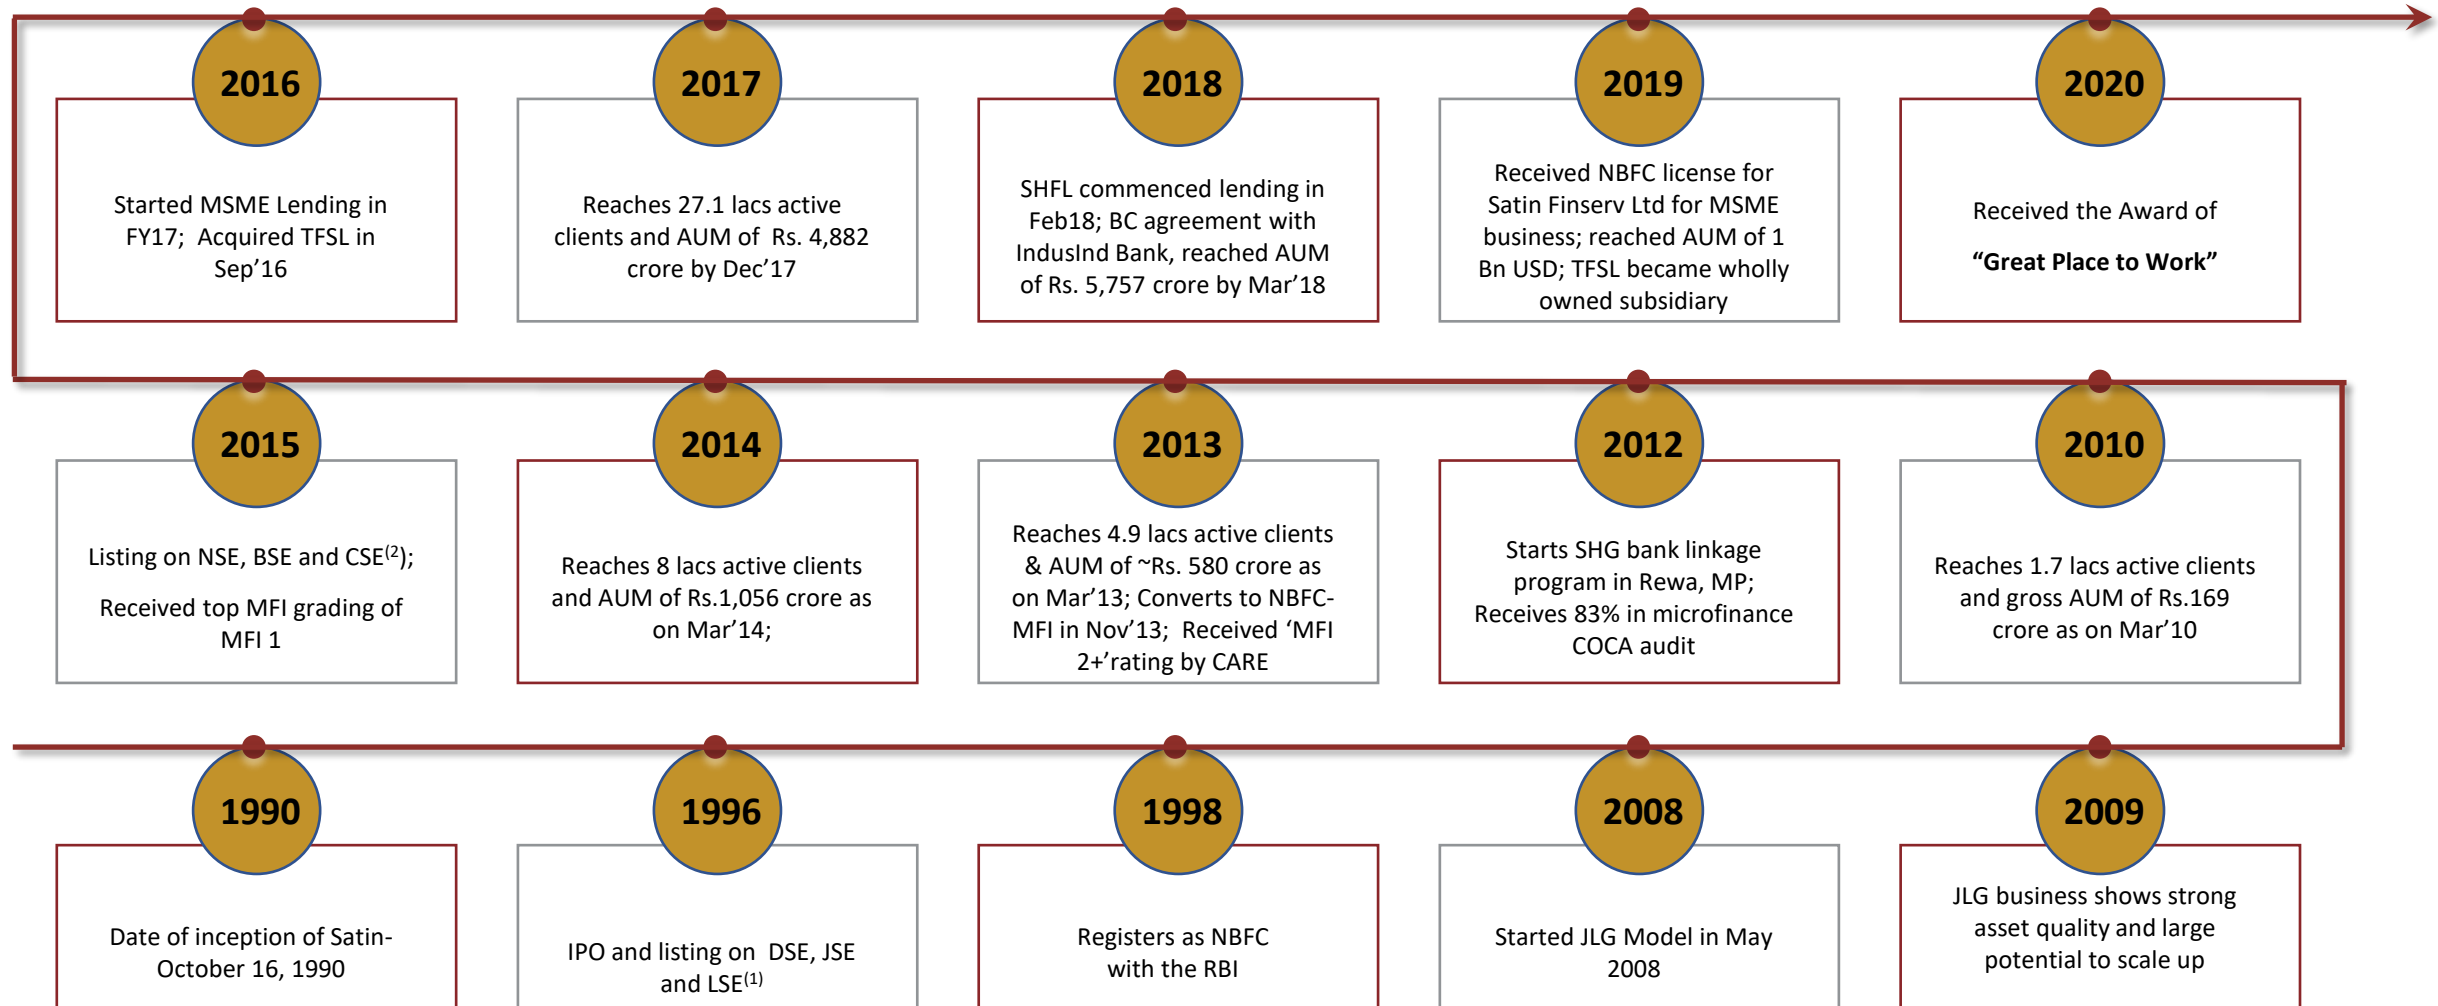 2016
Started MSME Lending in
FY17; Acquired TFSL in
Sep’16
2017
Reaches 27.1 lacs active
clients and AUM of Rs. 4,882
crore by Dec’17
2018
SHFL commenced lending in
Feb18; BC agreement with
IndusInd Bank, reached AUM
of Rs. 5,757 crore by Mar’18
2019
Received NBFC license for
Satin Finserv Ltd for MSME
business; reached AUM of 1
Bn USD; TFSL became wholly
owned subsidiary
2020
Received the Award of
“Great Place to Work”
2015
Listing on NSE, BSE and CSE(2);
Received top MFI grading of
MFI 1
2014
Reaches 8 lacs active clients
and AUM of Rs.1,056 crore as
on Mar’14;
2013
Reaches 4.9 lacs active clients
& AUM of ~Rs. 580 crore as
on Mar’13; Converts to NBFC-
MFI in Nov’13; Received ‘MFI
2+’rating by CARE
2012
Starts SHG bank linkage
program in Rewa, MP;
Receives 83% in microfinance
COCA audit
2010
Reaches 1.7 lacs active clients
and gross AUM of Rs.169
crore as on Mar’10
1990
Date of inception of Satin-
October 16, 1990
1996
IPO and listing on DSE, JSE
and LSE(1)
1998
Registers as NBFC
with the RBI
2008
Started JLG Model in May
2008
2009
JLG business shows strong
asset quality and large
potential to scale up